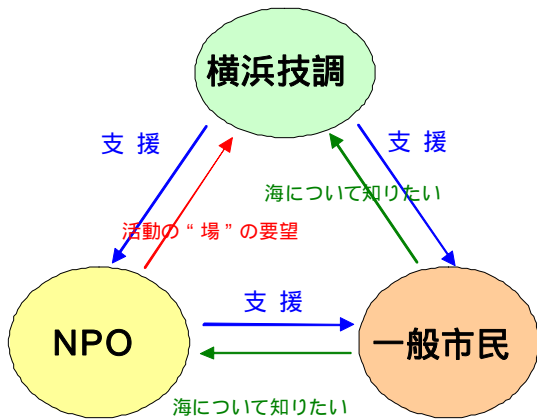 横浜技調
支援
支援
海について知りたい
活動の“場”の要望
支援
NPO
一般市民
海について知りたい